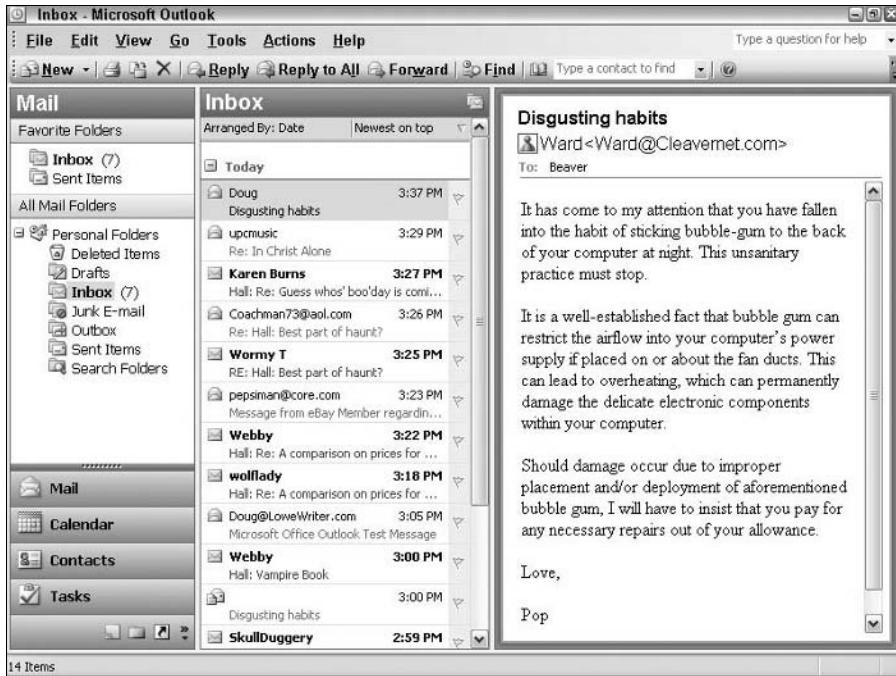 Inbox - Microsoft Outlook
File Edit View Go Tools Actions Help
Type a question for help
New Reply Reply to All Forward Find Type a contact to find
Mail
Favorite Folders
Inbox (7)
Sent Items
All Mail Folders
Personal Folders
Deleted Items
Drafts
Inbox (7)
Junk E-mail
Outbox
Sent Items
Search Folders
Mail
Calendar
Contacts
Tasks
Inbox
Arranged By: Date Newest on top
Today
Doug 3:37 PM
Disgusting habits
upcmusic 3:29 PM
Re: In Christ Alone
Karen Burns 3:27 PM
Hall: Re: Guess whos' boo'day is comi...
Coachman73@aol.com 3:26 PM
Re: Hall: Best part of haunt?
Wormy T 3:25 PM
RE: Hall: Best part of haunt?
pepsiman@core.com 3:23 PM
Message from eBay Member regardin...
Webby 3:22 PM
Hall: Re: A comparison on prices for ...
wolflady 3:18 PM
Hall: Re: A comparison on prices for ...
Doug@LoweWriter.com 3:05 PM
Microsoft Office Outlook Test Message
Webby 3:00 PM
Hall: Vampire Book
3:00 PM
Disgusting habits
SkullDuggery 2:59 PM
Disgusting habits
Ward<Ward@Cleavernet.com>
To: Beaver
It has come to my attention that you have fallen
into the habit of sticking bubble-gum to the back
of your computer at night. This unsanitary
practice must stop.
It is a well-established fact that bubble gum can
restrict the airflow into your computer's power
supply if placed on or about the fan ducts. This
can lead to overheating, which can permanently
damage the delicate electronic components
within your computer.
Should damage occur due to improper
placement and/or deployment of aforementioned
bubble gum, I will have to insist that you pay for
any necessary repairs out of your allowance.
Love,
Pop
14 Items